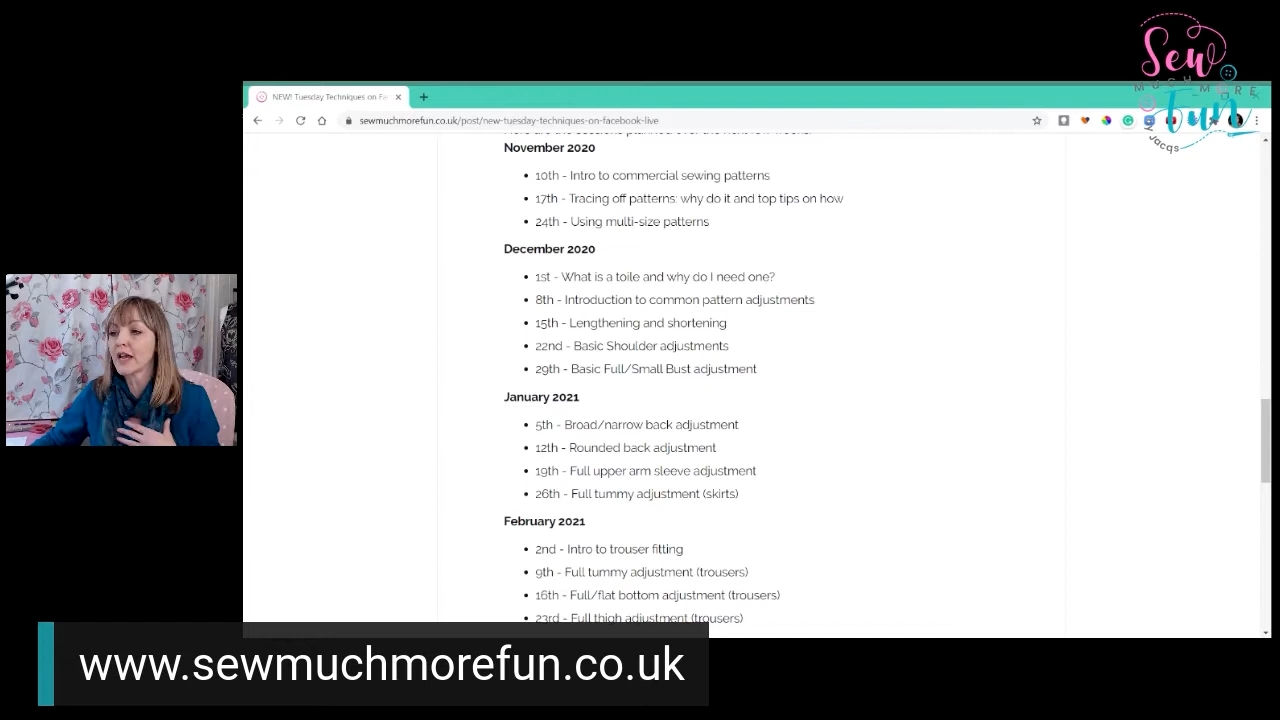 Sew
MUCH MORE
Fun
by Jacqs
NEW! Tuesday Techniques on Fa
sewmuchmorefun.co.uk/post/new-tuesday-techniques-on-facebook-live
November 2020
10th - Intro to commercial sewing patterns
17th - Tracing off patterns: why do it and top tips on how
24th - Using multi-size patterns
December 2020
1st - What is a toile and why do I need one?
8th - Introduction to common pattern adjustments
15th - Lengthening and shortening
22nd - Basic Shoulder adjustments
29th - Basic Full/Small Bust adjustment
January 2021
5th - Broad/narrow back adjustment
12th - Rounded back adjustment
19th - Full upper arm sleeve adjustment
26th - Full tummy adjustment (skirts)
February 2021
2nd - Intro to trouser fitting
9th - Full tummy adjustment (trousers)
16th - Full/flat bottom adjustment (trousers)
23rd - Full thigh adjustment (trousers)
www.sewmuchmorefun.co.uk